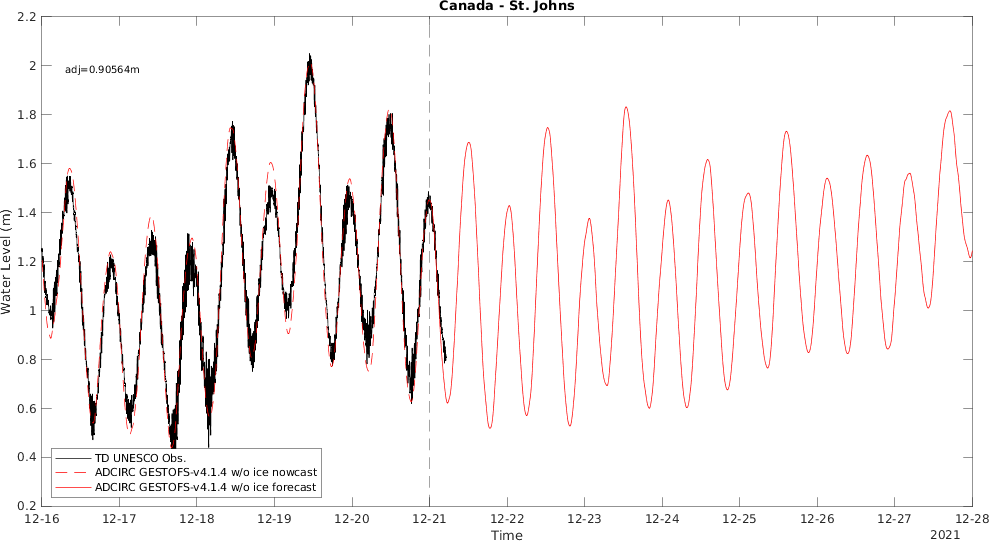 Canada - St. Johns
2.2
2
1.8
1.6
1.4
1.2
1
0.8
0.6
0.4
0.2
Water Level (m)
adj=0.90564m
TD UNESCO Obs.
ADCIRC GESTOFS-v4.1.4 w/o ice nowcast
ADCIRC GESTOFS-v4.1.4 w/o ice forecast
12-16 12-17 12-18 12-19 12-20 12-21 12-22 12-23 12-24 12-25 12-26 12-27 12-28
Time
2021